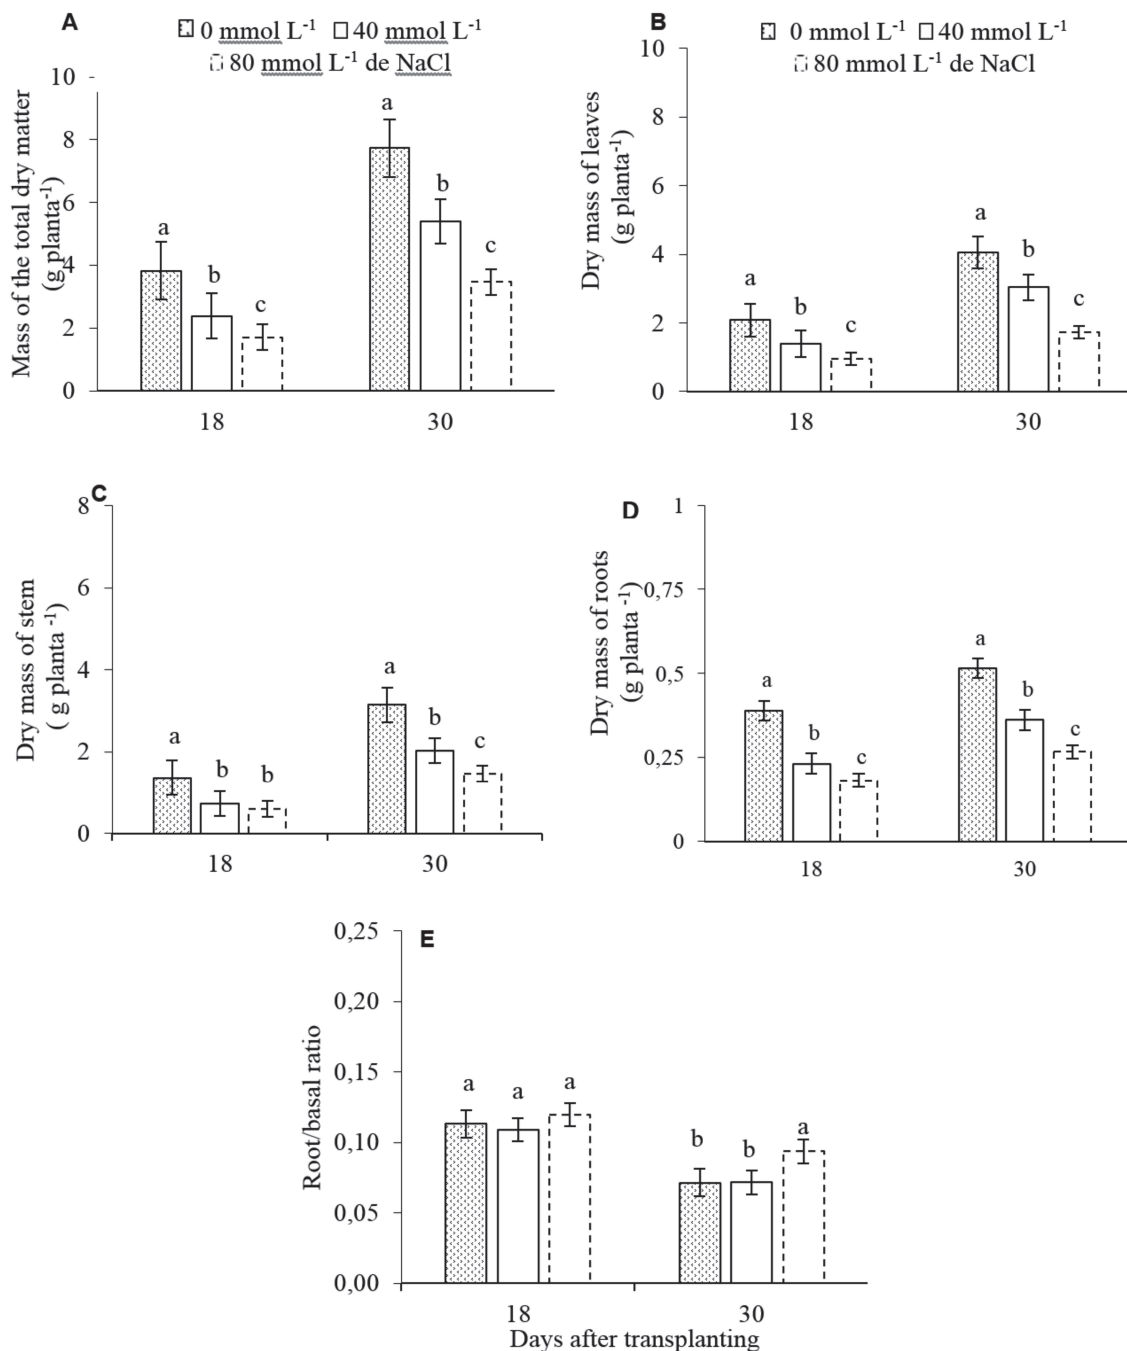 A
0 mmol L-1 40 mmol L-1
80 mmol L-1 de NaCl
Mass of the total dry matter
(g planta-1)
10
8
6
4
2
0
a
b
c
a
b
c
18 30
B
0 mmol L-1 40 mmol L-1
80 mmol L-1 de NaCl
Dry mass of leaves
(g planta-1)
10
8
6
4
2
0
a
b
c
a
b
c
18 30
C
Dry mass of stem
( g planta -1)
8
6
4
2
0
a
b
b
a
b
c
18 30
D
Dry mass of roots
(g planta -1)
1
0,75
0,5
0,25
0
a
b
c
a
b
c
18 30
E
Root/basal ratio
0,25
0,20
0,15
0,10
0,05
0,00
a
a
a
b
b
a
18 30
Days after transplanting